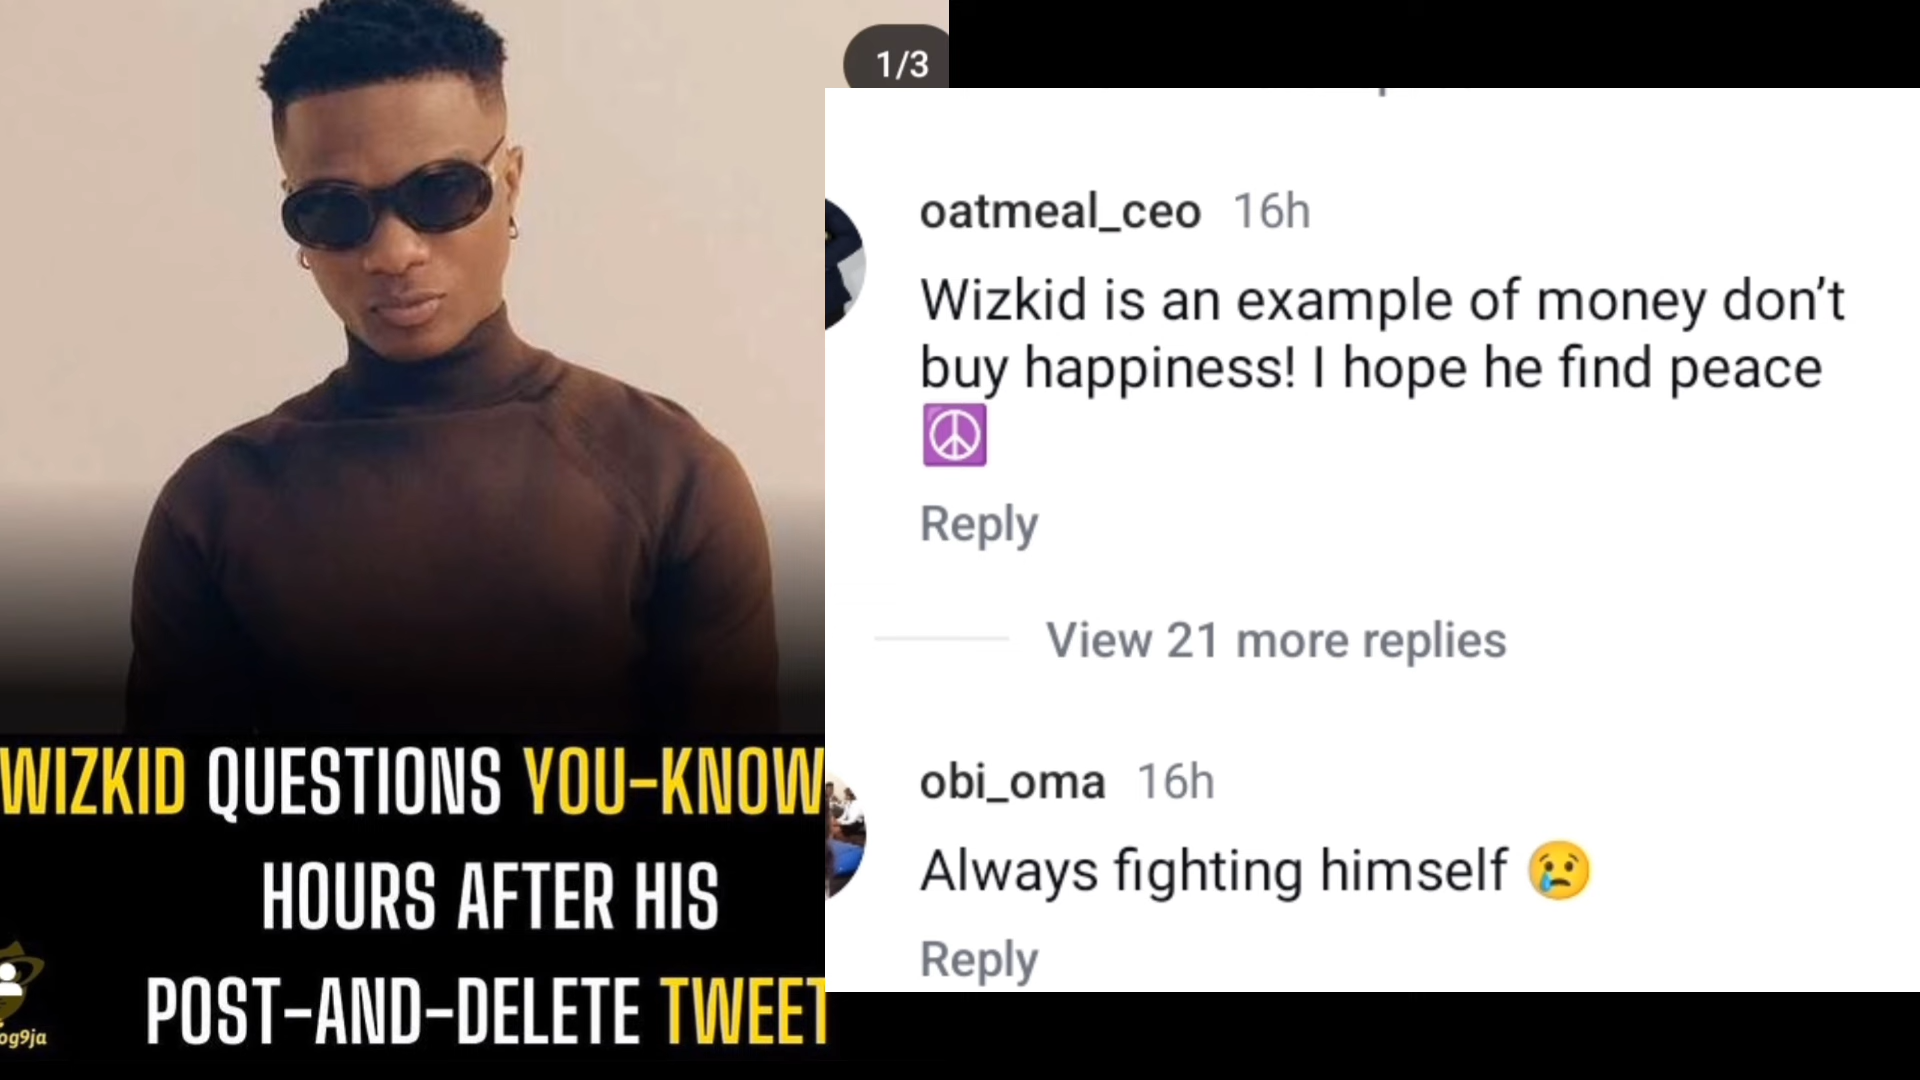 1/3
WIZKID QUESTIONS YOU-KNOW
HOURS AFTER HIS
POST-AND-DELETE TWEET
og9ja
oatmeal_ceo 16h
Wizkid is an example of money don’t
buy happiness! I hope he find peace
☮️
Reply
View 21 more replies
obi_oma 16h
Always fighting himself 😢
Reply